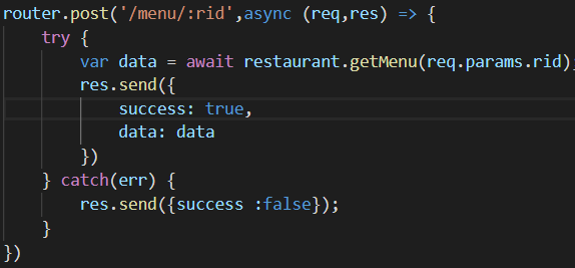 router.post('/menu/:rid',async (req,res) => {
    try {
        var data = await restaurant.getMenu(req.params.rid);
        res.send({
            success: true,
            data: data
        })
    } catch(err) {
        res.send({success :false});
    }
})